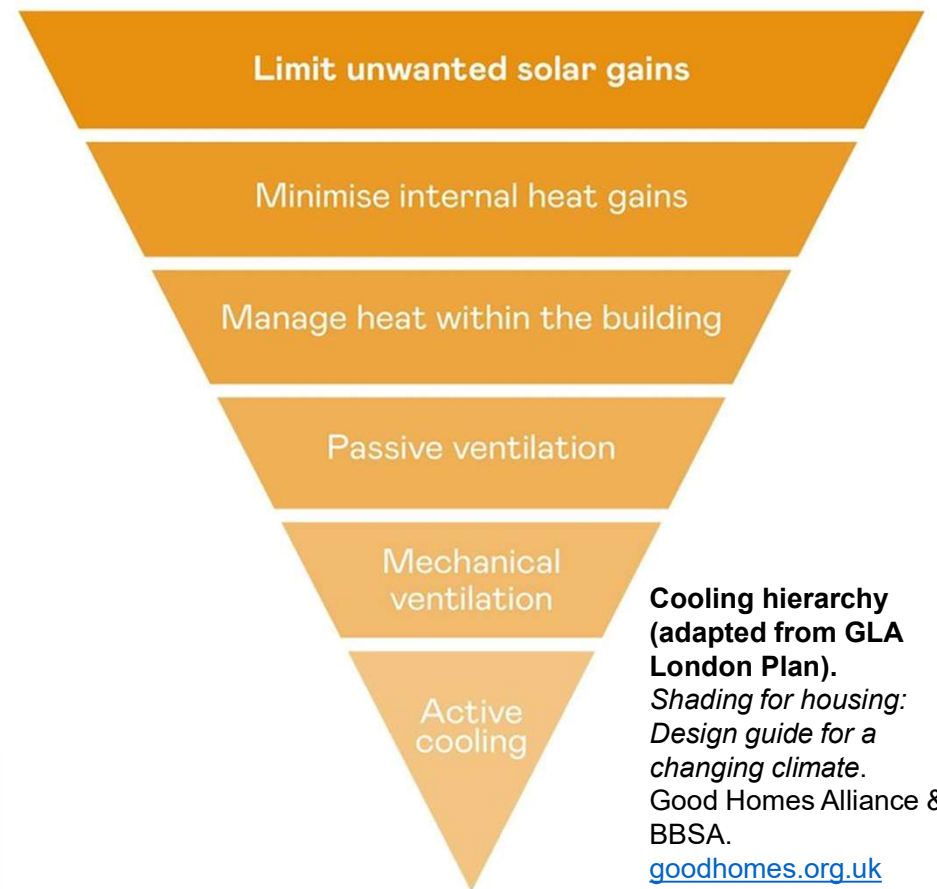 Limit unwanted solar gains
Minimise internal heat gains
Manage heat within the building
Passive ventilation
Mechanical
ventilation
Active
cooling
Cooling hierarchy
(adapted from GLA
London Plan).
Shading for housing:
Design guide for a
changing climate.
Good Homes Alliance &
BBSA.
goodhomes.org.uk